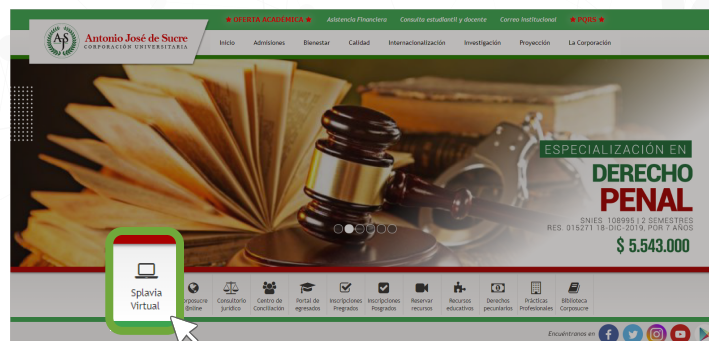 ★ OFERTA ACADÉMICA ★ Asistencia Financiera Consulta estudiantil y docente Correo Institucional ★ PQRS ★
AJS
Antonio José de Sucre
CORPORACIÓN UNIVERSITARIA
Inicio Admisiones Bienestar Calidad Internacionalización Investigación Proyección La Corporación
ESPECIALIZACIÓN EN
DERECHO
PENAL
SNIES 108995 | 2 SEMESTRES
RES. 015271 18-DIC-2019, POR 7 AÑOS
$ 5.543.000
Splavia
Virtual
orposucre
Online
Consultorio
jurídico
Centro de
Conciliación
Portal de
egresados
Inscripciones
Pregrados
Inscripciones
Posgrados
Reservar
recursos
Recursos
educativos
Derechos
pecuniarios
Prácticas
Profesionales
Biblioteca
Corposucre
Encuéntranos en